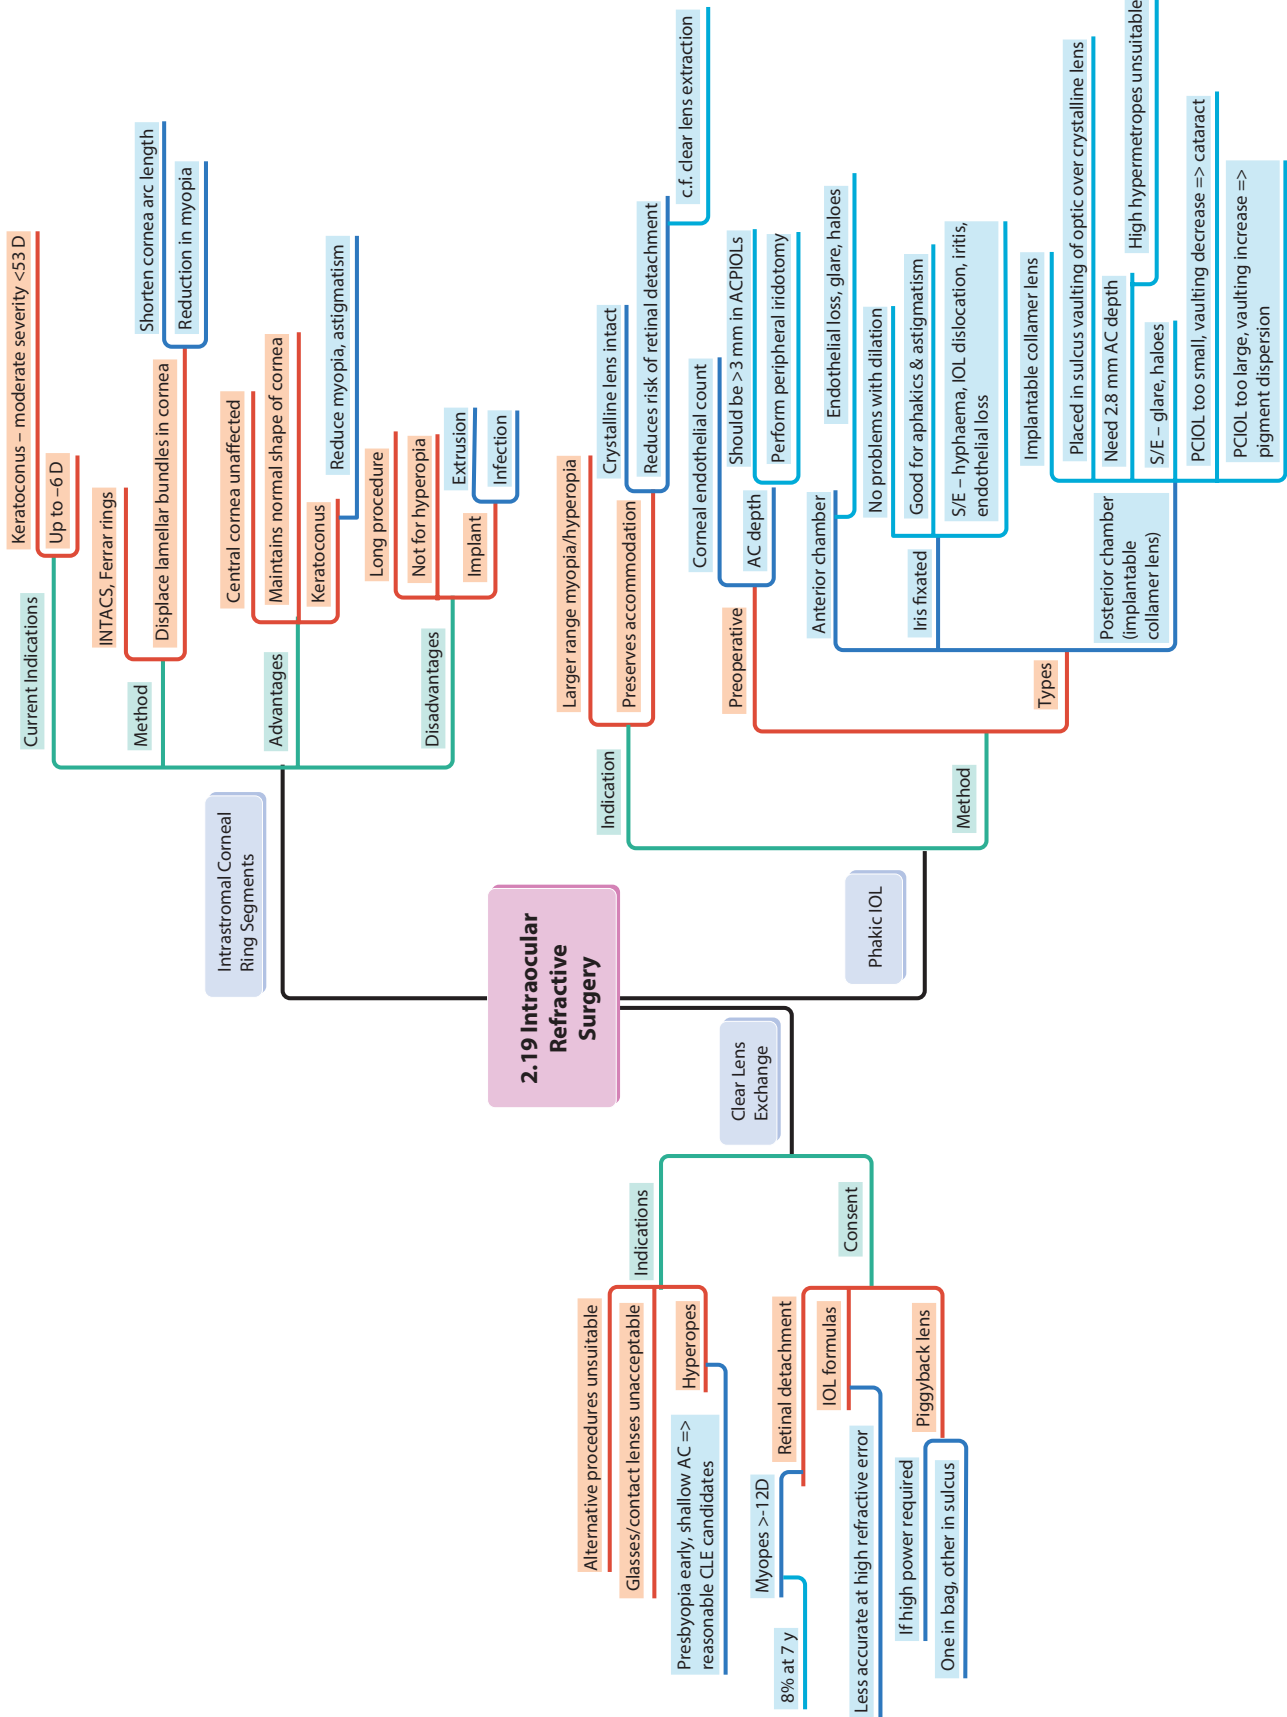 2.19 Intraocular
Refractive
Surgery
Intrastromal Corneal
Ring Segments
Current Indications
Keratoconus – moderate severity <53 D
Up to –6 D
Method
INTACS, Ferrar rings
Displace lamellar bundles in cornea
Shorten cornea arc length
Reduction in myopia
Advantages
Central cornea unaffected
Maintains normal shape of cornea
Keratoconus
Reduce myopia, astigmatism
Disadvantages
Long procedure
Not for hyperopia
Implant
Extrusion
Infection
Phakic IOL
Indication
Larger range myopia/hyperopia
Preserves accommodation
Crystalline lens intact
Reduces risk of retinal detachment
c.f. clear lens extraction
Method
Preoperative
Corneal endothelial count
AC depth
Should be >3 mm in ACPIOLs
Perform peripheral iridotomy
Types
Anterior chamber
Endothelial loss, glare, haloes
Iris fixated
No problems with dilation
Good for aphakics & astigmatism
S/E – hyphaema, IOL dislocation, iritis,
endothelial loss
Posterior chamber
(implantable
collamer lens)
Implantable collamer lens
Placed in sulcus vaulting of optic over crystalline lens
Need 2.8 mm AC depth
High hypermetropes unsuitable
S/E – glare, haloes
PCIOL too small, vaulting decrease => cataract
PCIOL too large, vaulting increase =>
pigment dispersion
Clear Lens
Exchange
Indications
Alternative procedures unsuitable
Glasses/contact lenses unacceptable
Hyperopes
Presbyopia early, shallow AC =>
reasonable CLE candidates
Consent
Retinal detachment
Myopes >-12D
8% at 7 y
IOL formulas
Less accurate at high refractive error
Piggyback lens
If high power required
One in bag, other in sulcus